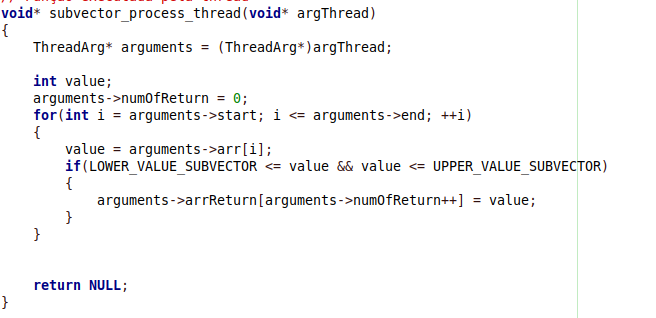 void* subvector_process_thread(void* argThread)
{
    ThreadArg* arguments = (ThreadArg*)argThread;

    int value;
    arguments->numOfReturn = 0;
    for(int i = arguments->start; i <= arguments->end; ++i)
    {
        value = arguments->arr[i];
        if(LOWER_VALUE_SUBVECTOR <= value && value <= UPPER_VALUE_SUBVECTOR)
        {
            arguments->arrReturn[arguments->numOfReturn++] = value;
        }
    }


    return NULL;
}